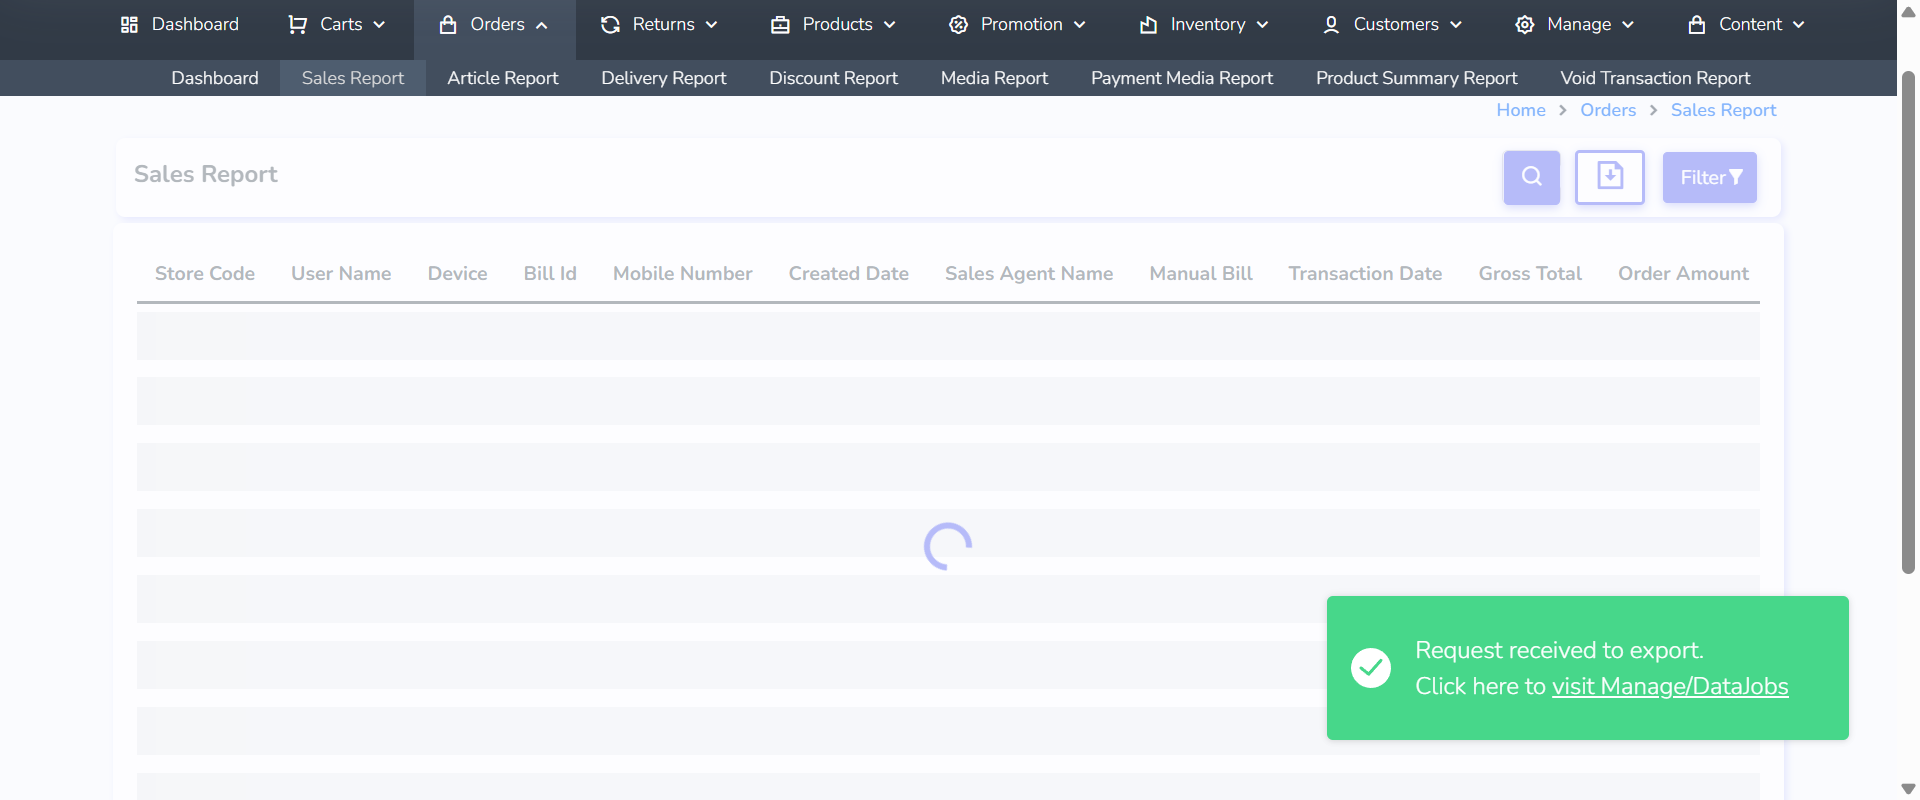 Dashboard Carts Orders Returns Products Promotion Inventory Customers Manage Content
Dashboard Sales Report Article Report Delivery Report Discount Report Media Report Payment Media Report Product Summary Report Void Transaction Report
Home > Orders > Sales Report
Sales Report Filter
Store Code User Name Device Bill Id Mobile Number Created Date Sales Agent Name Manual Bill Transaction Date Gross Total Order Amount
Request received to export.
Click here to visit Manage/DataJobs